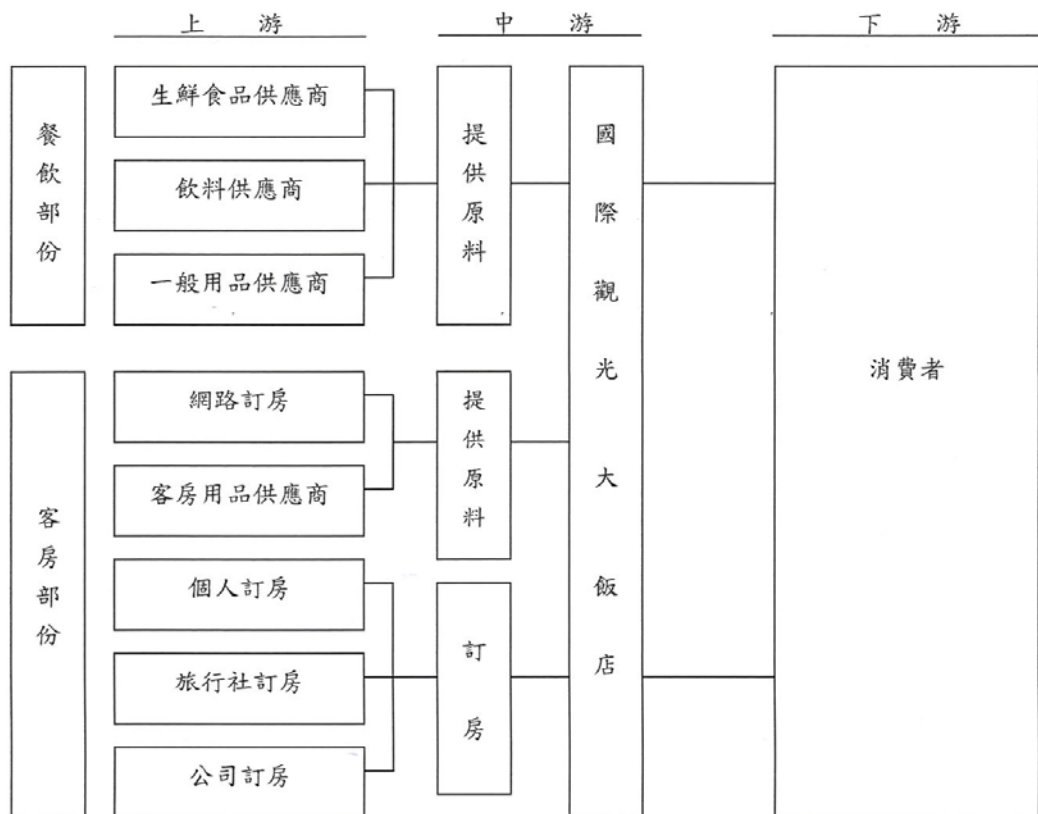 上游
中游
下游
餐飲部份
生鮮食品供應商
飲料供應商
一般用品供應商
提供原料
國際觀光大飯店
消費者
客房部份
網路訂房
客房用品供應商
個人訂房
旅行社訂房
公司訂房
提供原料
訂房